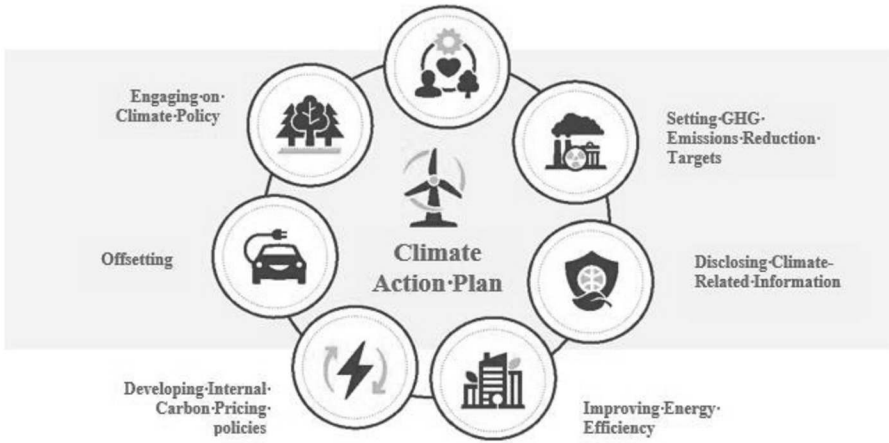 Engaging·on·
Climate·Policy
Setting·GHG·
Emissions·Reduction·
Targets
Climate
Action·Plan
Offsetting
Disclosing·Climate-
Related·Information
Developing·Internal·
Carbon·Pricing·
policies
Improving·Energy·
Efficiency